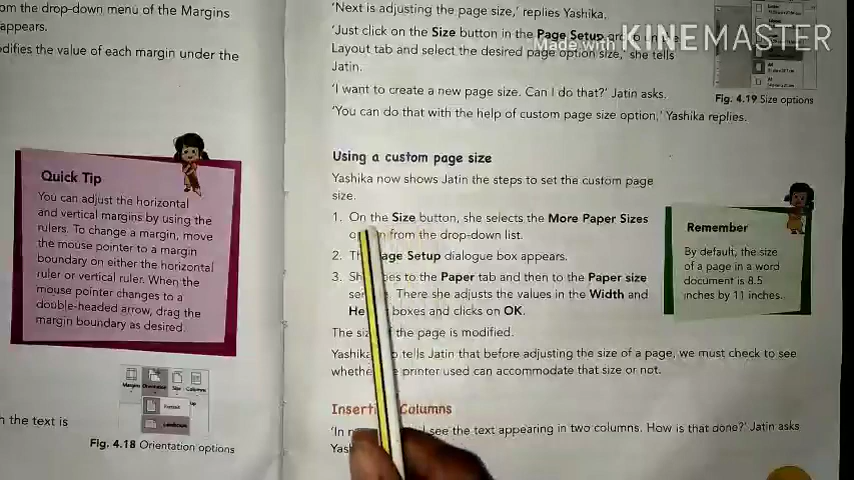 om the drop-down menu of the Margins
appears.
odifies the value of each margin under the
Quick Tip
You can adjust the horizontal
and vertical margins by using the
rulers. To change a margin, move
the mouse pointer to a margin
boundary on either the horizontal
ruler or vertical ruler. When the
mouse pointer changes to a
double-headed arrow, drag the
margin boundary as desired.
Margins Orientation Size Columns
Portrait
Landscape
h the text is
Fig. 4.18 Orientation options
'Next is adjusting the page size,' replies Yashika.
'Just click on the Size button in the Page Setup
Layout tab and select the desired page option size,' she tells
Jatin.
'I want to create a new page size. Can I do that?' Jatin asks.
'You can do that with the help of custom page size option,' Yashika replies.
Made with KINEMASTER
Fig. 4.19 Size options
Using a custom page size
Yashika now shows Jatin the steps to set the custom page
size.
1. On the Size button, she selects the More Paper Sizes
from the drop-down list.
2. age Setup dialogue box appears.
3. to the Paper tab and then to the Paper size
There she adjusts the values in the Width and
boxes and clicks on OK.
The of the page is modified.
tells Jatin that before adjusting the size of a page, we must check to see
printer used can accommodate that size or not.
Remember
By default, the size
of a page in a word
document is 8.5
inches by 11 inches.
Columns
'In see the text appearing in two columns. How is that done?' Jatin asks